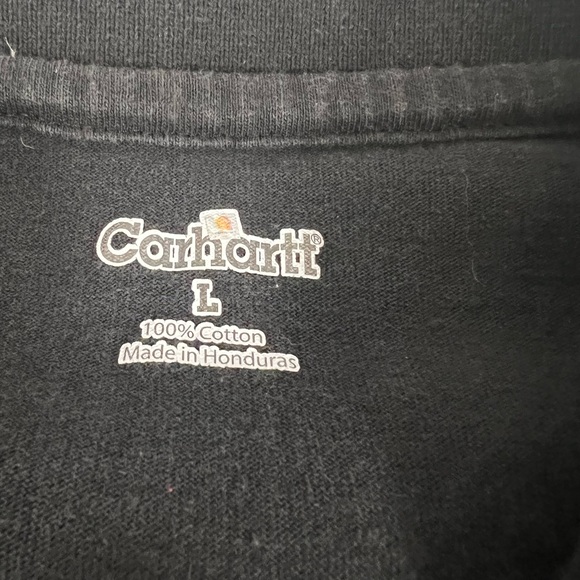 Carhartt®
L
100% Cotton
Made in Honduras